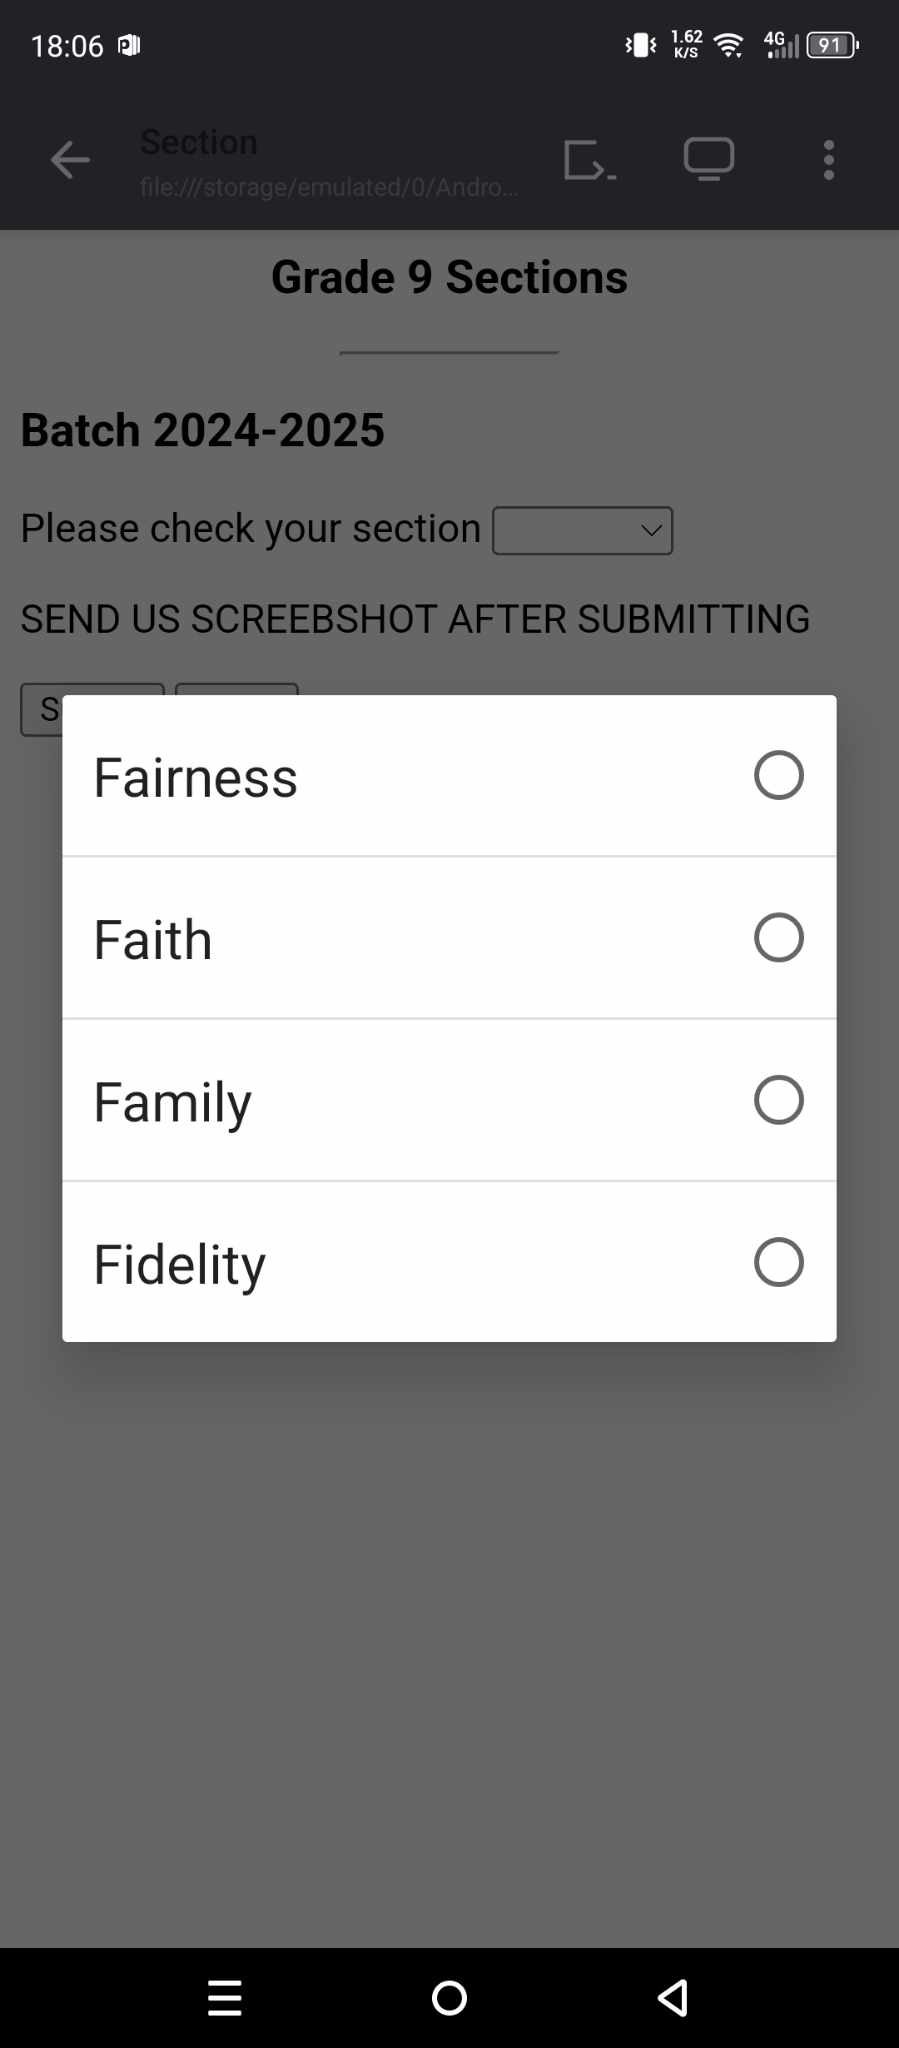 18:06
1.62
K/S
4G
91
Section
file:///storage/emulated/0/Andro...
Grade 9 Sections
Batch 2024-2025
Please check your section
SEND US SCREEBSHOT AFTER SUBMITTING
S
Fairness
Faith
Family
Fidelity